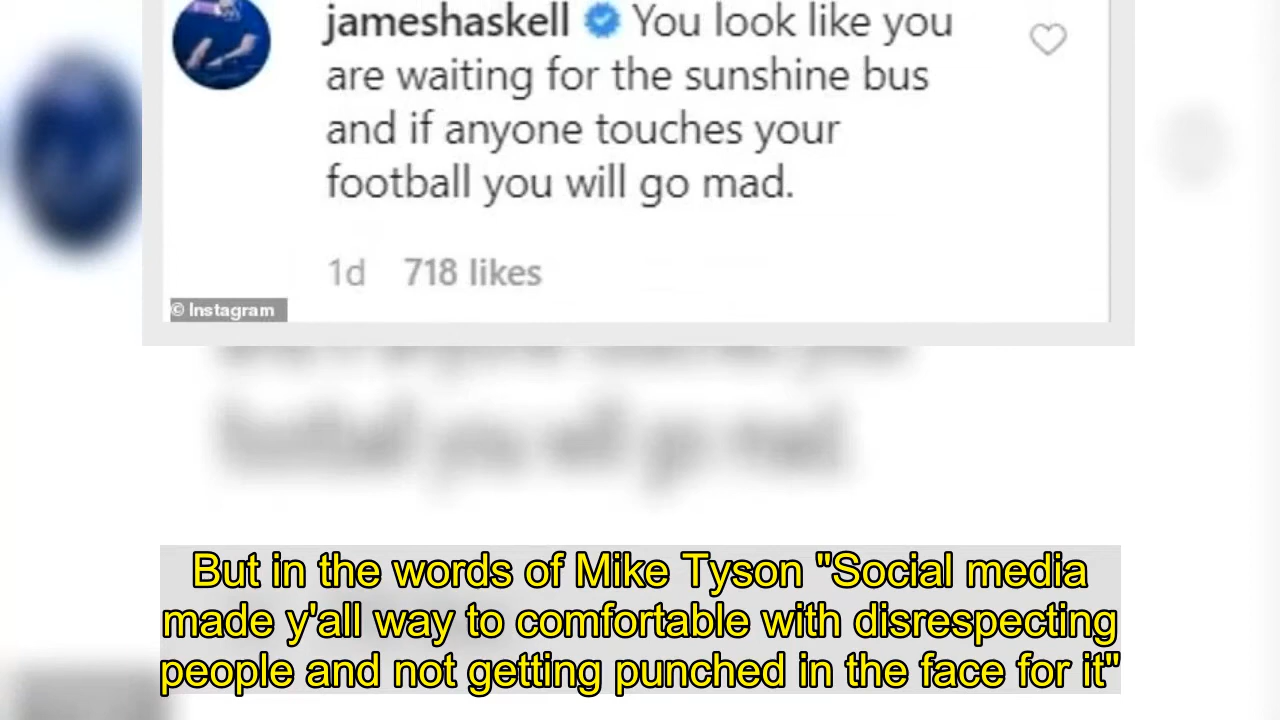 jameshaskell You look like you
are waiting for the sunshine bus
and if anyone touches your
football you will go mad.
1d 718 likes
© Instagram
But in the words of Mike Tyson "Social media
made y'all way to comfortable with disrespecting
people and not getting punched in the face for it"